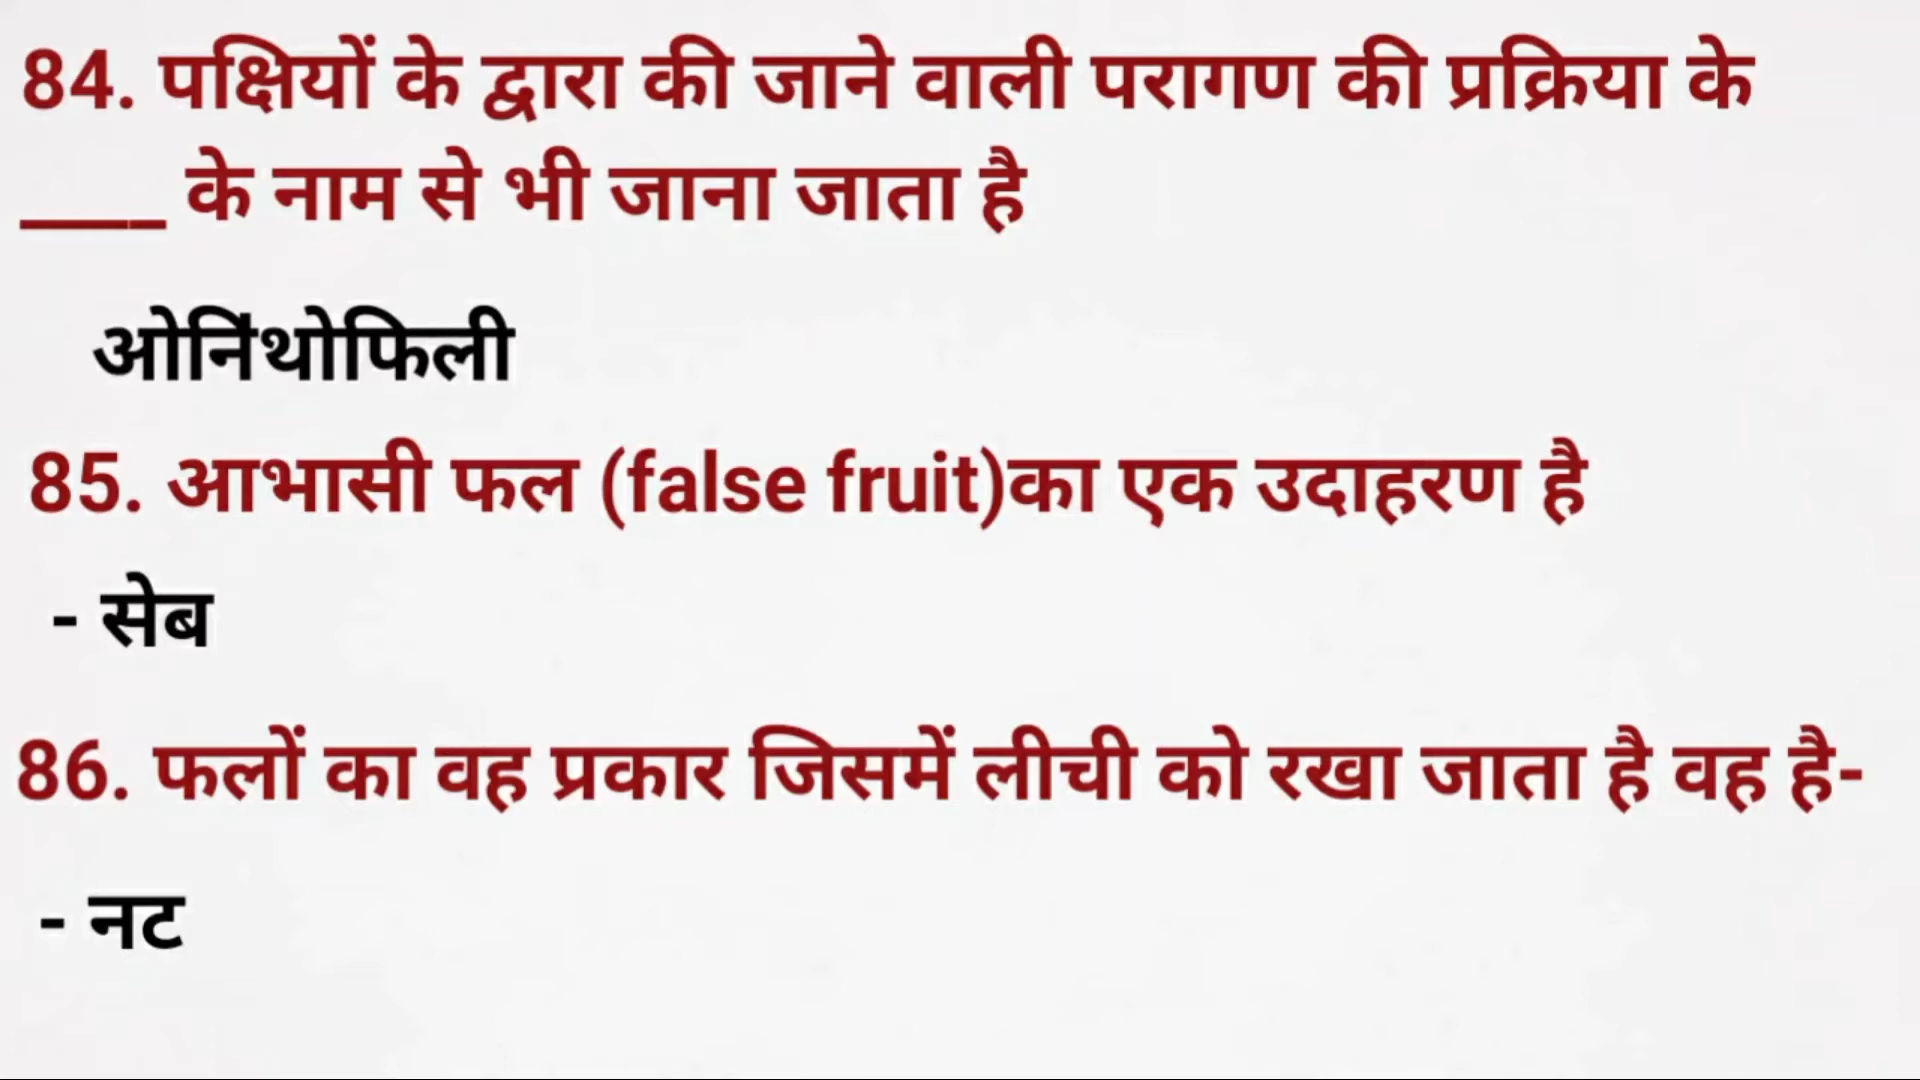 84. पक्षियों के द्वारा की जाने वाली परागण की प्रक्रिया के
____ के नाम से भी जाना जाता है
ओर्निथोफिली
85. आभासी फल (false fruit)का एक उदाहरण है
- सेब
86. फलों का वह प्रकार जिसमें लीची को रखा जाता है वह है-
- नट